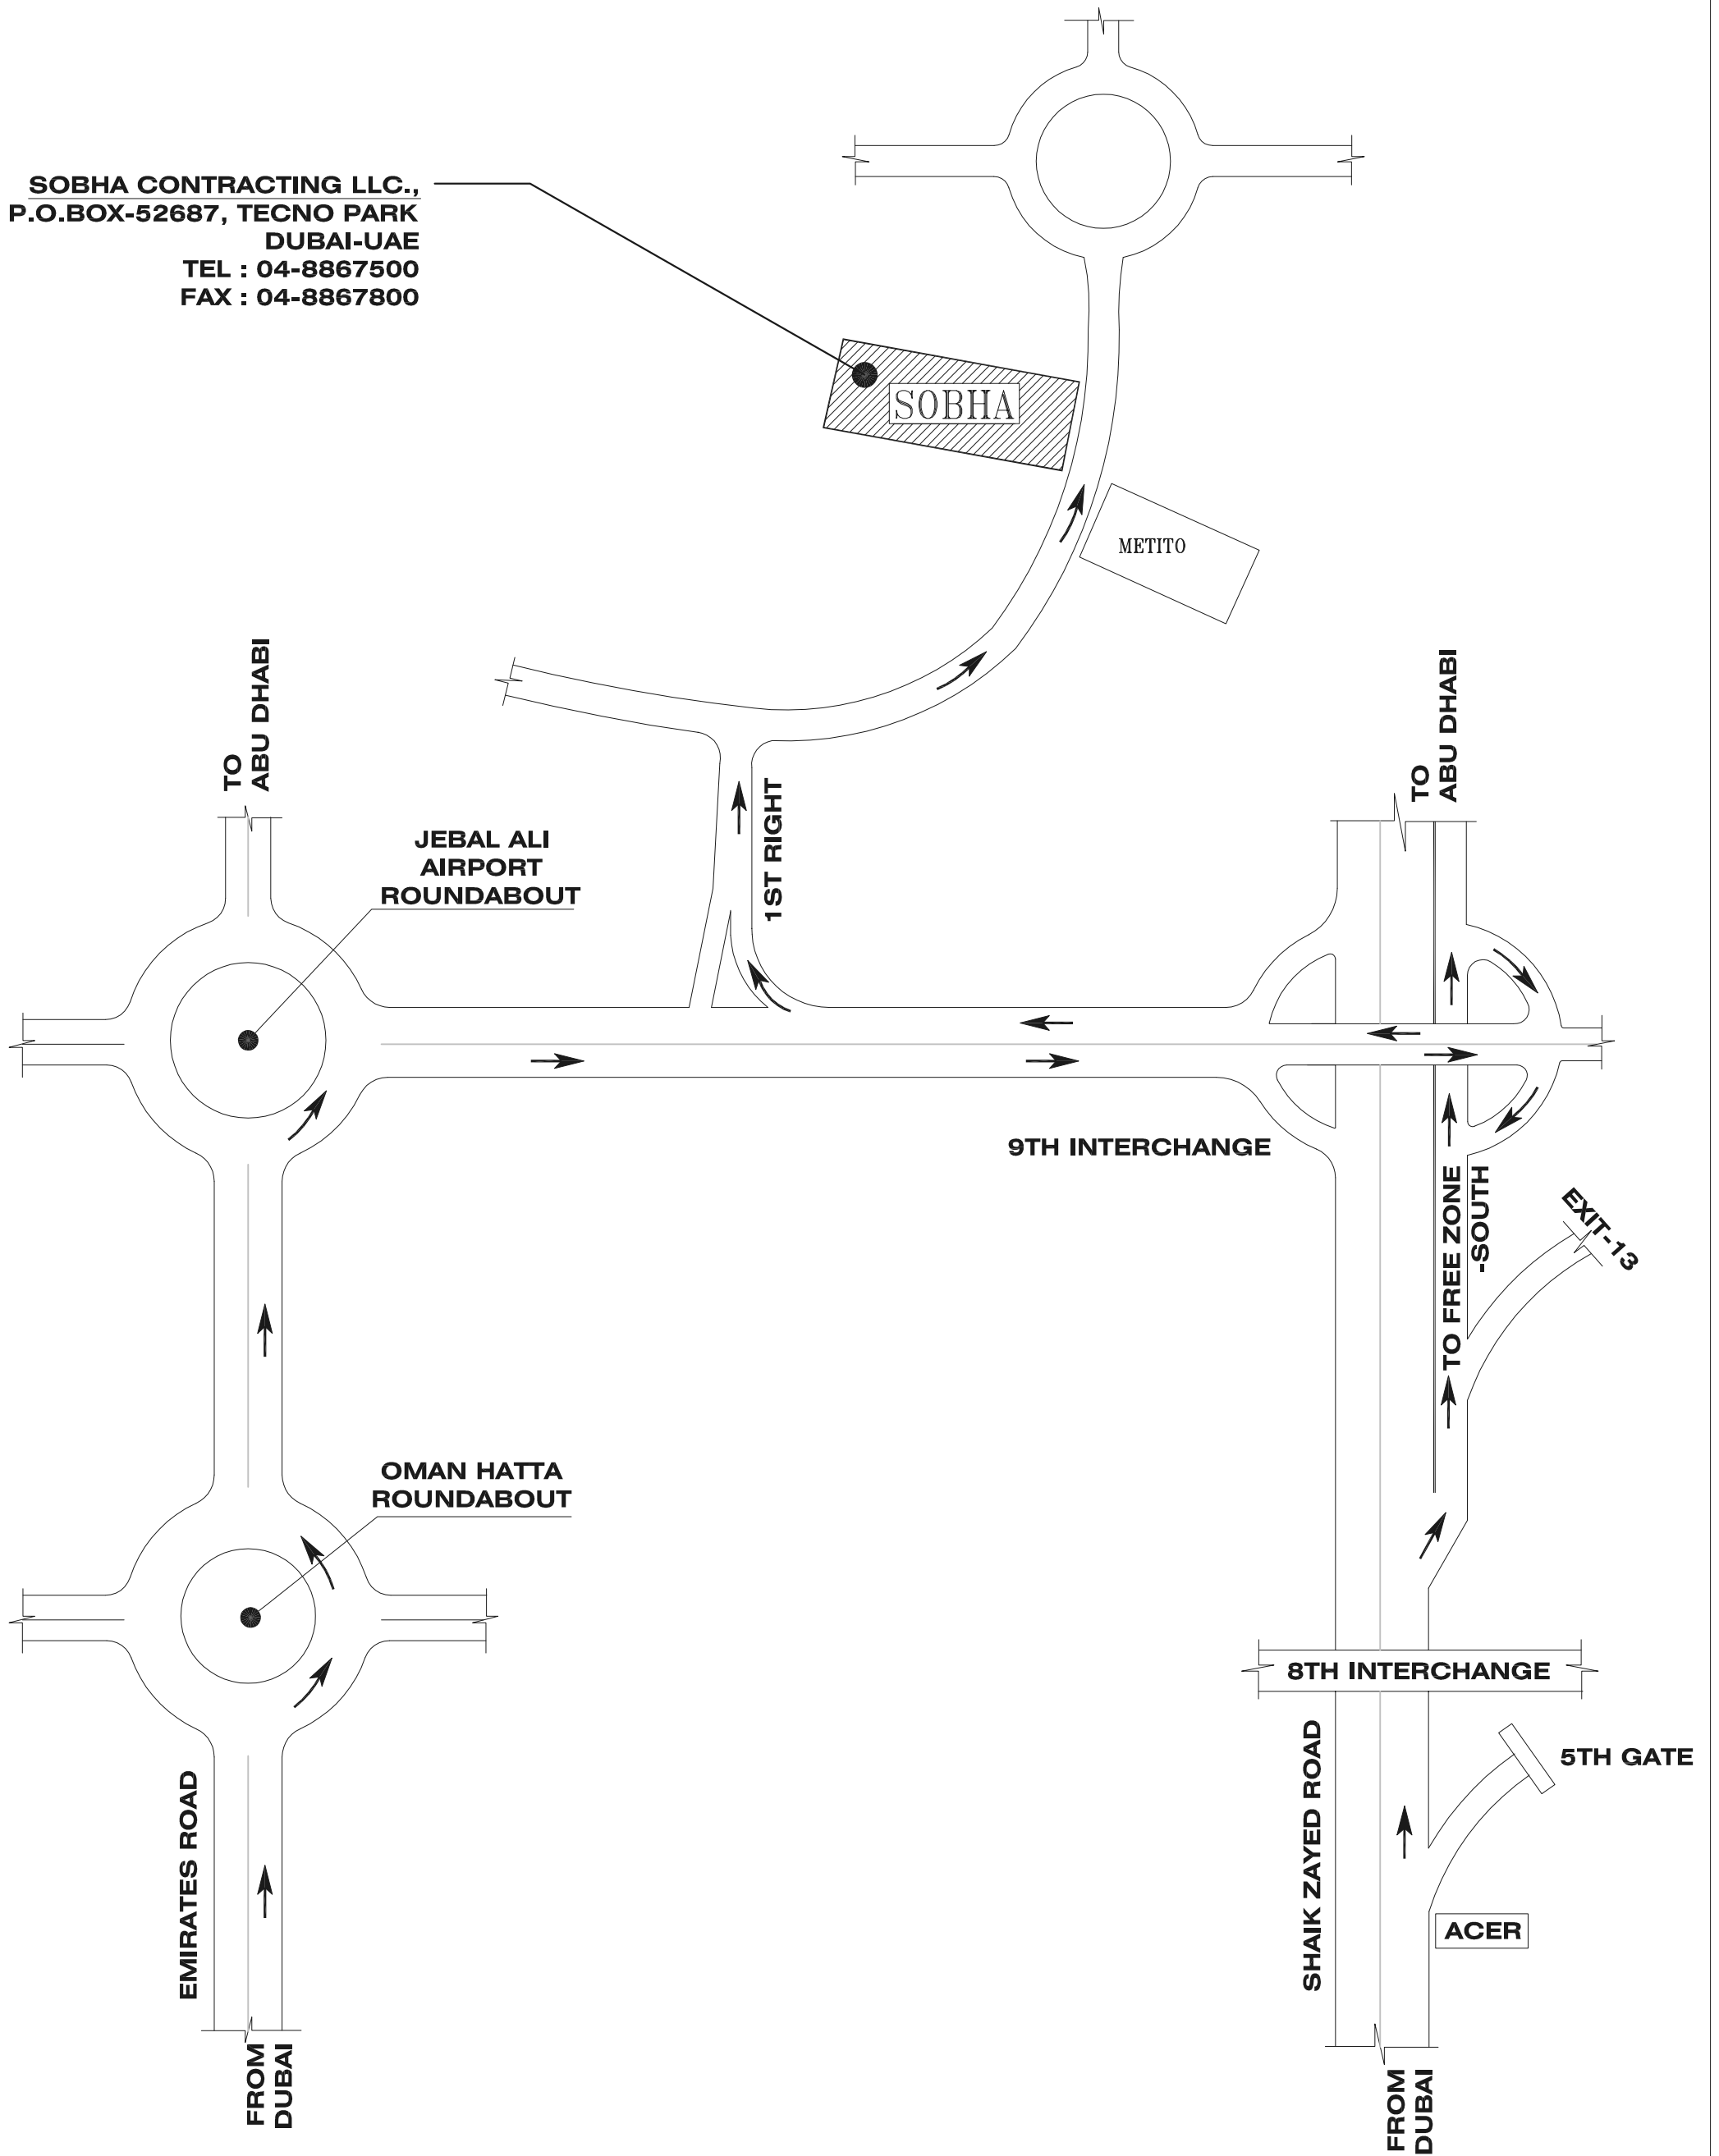 SOBHA CONTRACTING LLC.,
P.O.BOX-52687, TECNO PARK
DUBAI-UAE
TEL : 04-8867500
FAX : 04-8867800
SOBHA
METITO
TO
ABU DHABI
TO
ABU DHABI
JEBAL ALI
AIRPORT
ROUNDABOUT
1ST RIGHT
9TH INTERCHANGE
TO FREE ZONE
-SOUTH
EXIT-13
OMAN HATTA
ROUNDABOUT
8TH INTERCHANGE
5TH GATE
EMIRATES ROAD
SHAIK ZAYED ROAD
ACER
FROM
DUBAI
FROM
DUBAI